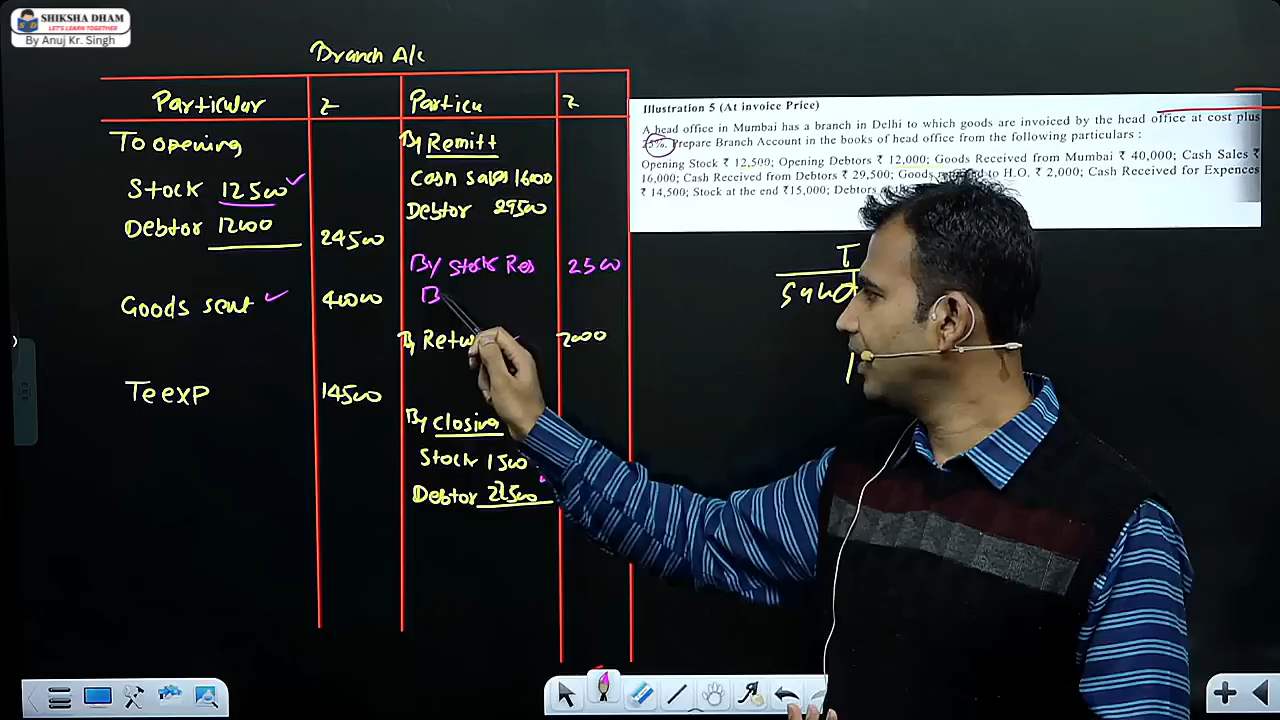 SHIKSHA DHAM
LET'S LEARN TOGETHER
By Anuj Kr. Singh
Branch A/c
Particular ₹ Particu ₹
To opening
Stock 12500
Debtor 12000
24500
Goods sent 40000
To exp 14500
By Remitt
Cash sales 16000
Debtor 29500
By Stock Res 2500
B
By Retu 2000
By Closing
Stock 1500
Debtor 22500
Illustration 5 (At invoice Price)
A head office in Mumbai has a branch in Delhi to which goods are invoiced by the head office at cost plus
25%. Prepare Branch Account in the books of head office from the following particulars :
Opening Stock ₹ 12,500; Opening Debtors ₹ 12,000; Goods Received from Mumbai ₹ 40,000; Cash Sales ₹
16,000; Cash Received from Debtors ₹ 29,500; Goods to H.O. ₹ 2,000; Cash Received for Expences
₹ 14,500; Stock at the end ₹15,000; Debtors
T